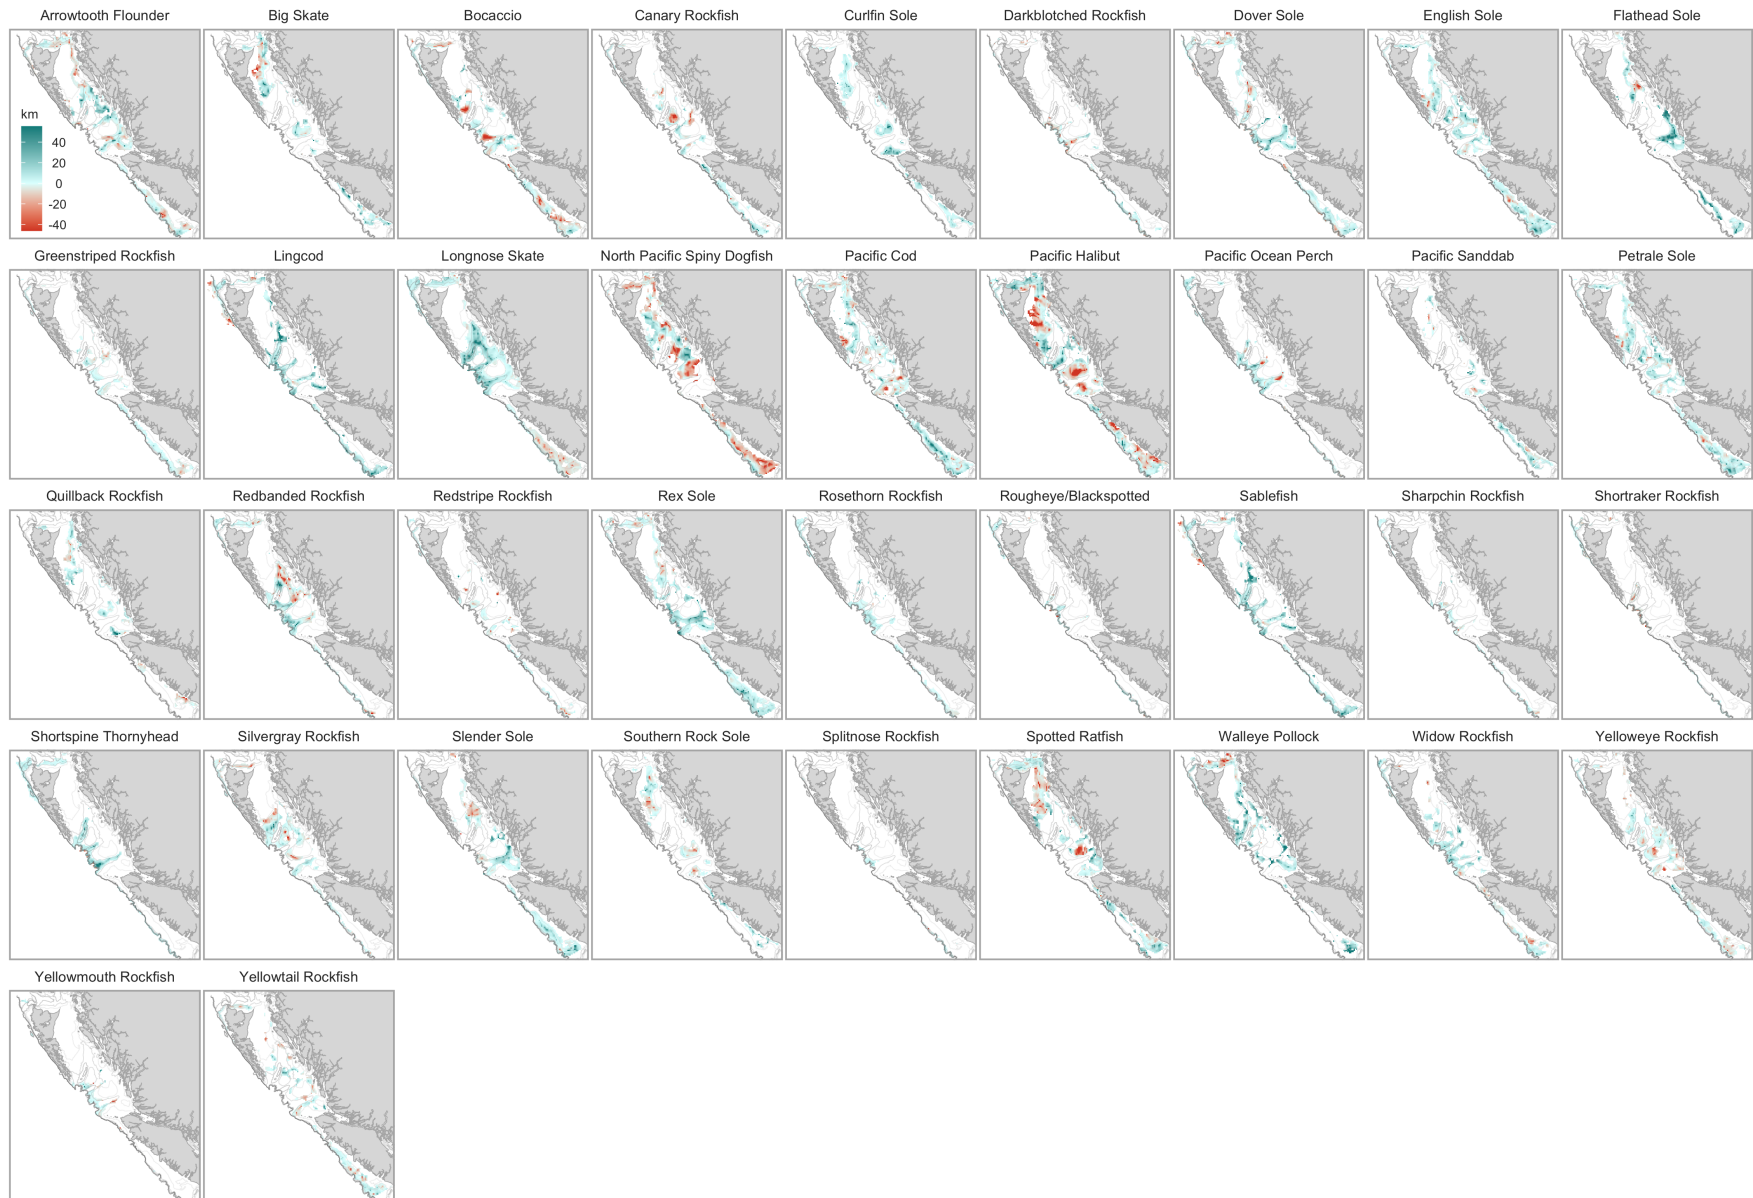 Arrowtooth Flounder
Big Skate
Bocaccio
Canary Rockfish
Curlfin Sole
Darkblotched Rockfish
Dover Sole
English Sole
Flathead Sole
km
40
20
0
-20
-40
Greenstriped Rockfish
Lingcod
Longnose Skate
North Pacific Spiny Dogfish
Pacific Cod
Pacific Halibut
Pacific Ocean Perch
Pacific Sanddab
Petrale Sole
Quillback Rockfish
Redbanded Rockfish
Redstripe Rockfish
Rex Sole
Rosethorn Rockfish
Rougheye/Blackspotted
Sablefish
Sharpchin Rockfish
Shortraker Rockfish
Shortspine Thornyhead
Silvergray Rockfish
Slender Sole
Southern Rock Sole
Splitnose Rockfish
Spotted Ratfish
Walleye Pollock
Widow Rockfish
Yelloweye Rockfish
Yellowmouth Rockfish
Yellowtail Rockfish